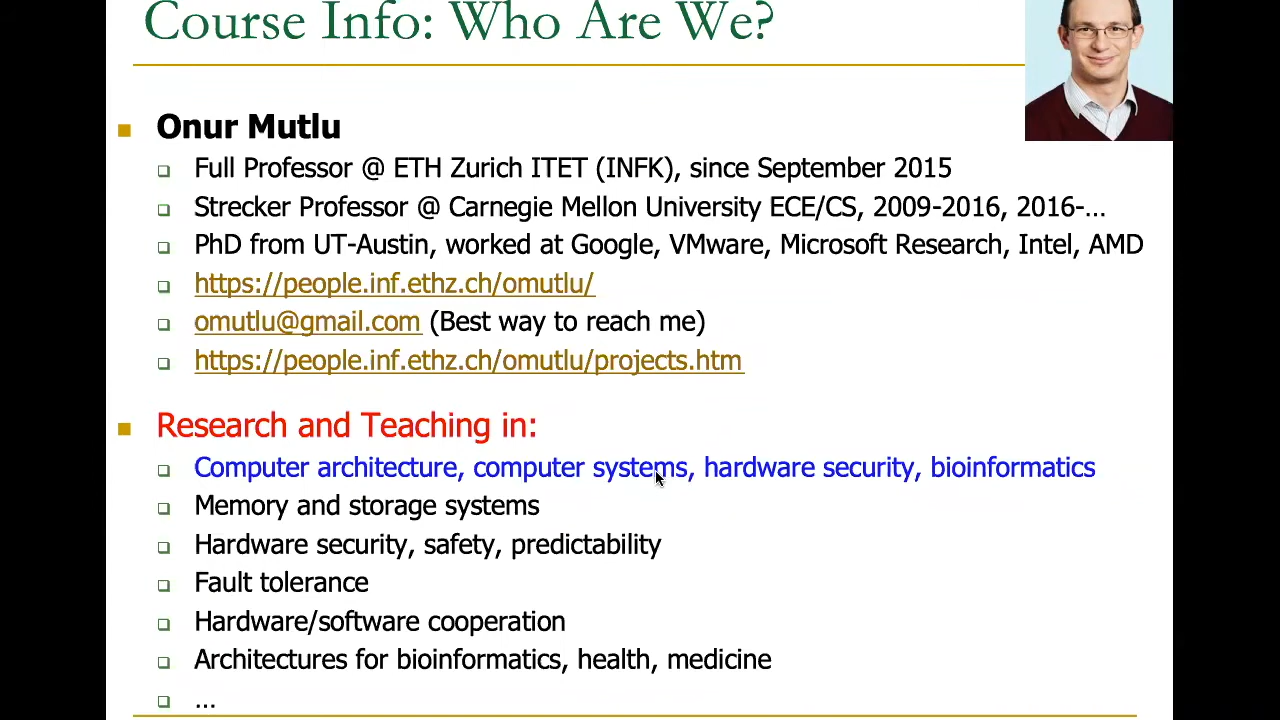 Course Info: Who Are We?
Onur Mutlu
Full Professor @ ETH Zurich ITET (INFK), since September 2015
Strecker Professor @ Carnegie Mellon University ECE/CS, 2009-2016, 2016-...
PhD from UT-Austin, worked at Google, VMware, Microsoft Research, Intel, AMD
https://people.inf.ethz.ch/omutlu/
omutlu@gmail.com (Best way to reach me)
https://people.inf.ethz.ch/omutlu/projects.htm
Research and Teaching in:
Computer architecture, computer systems, hardware security, bioinformatics
Memory and storage systems
Hardware security, safety, predictability
Fault tolerance
Hardware/software cooperation
Architectures for bioinformatics, health, medicine
...